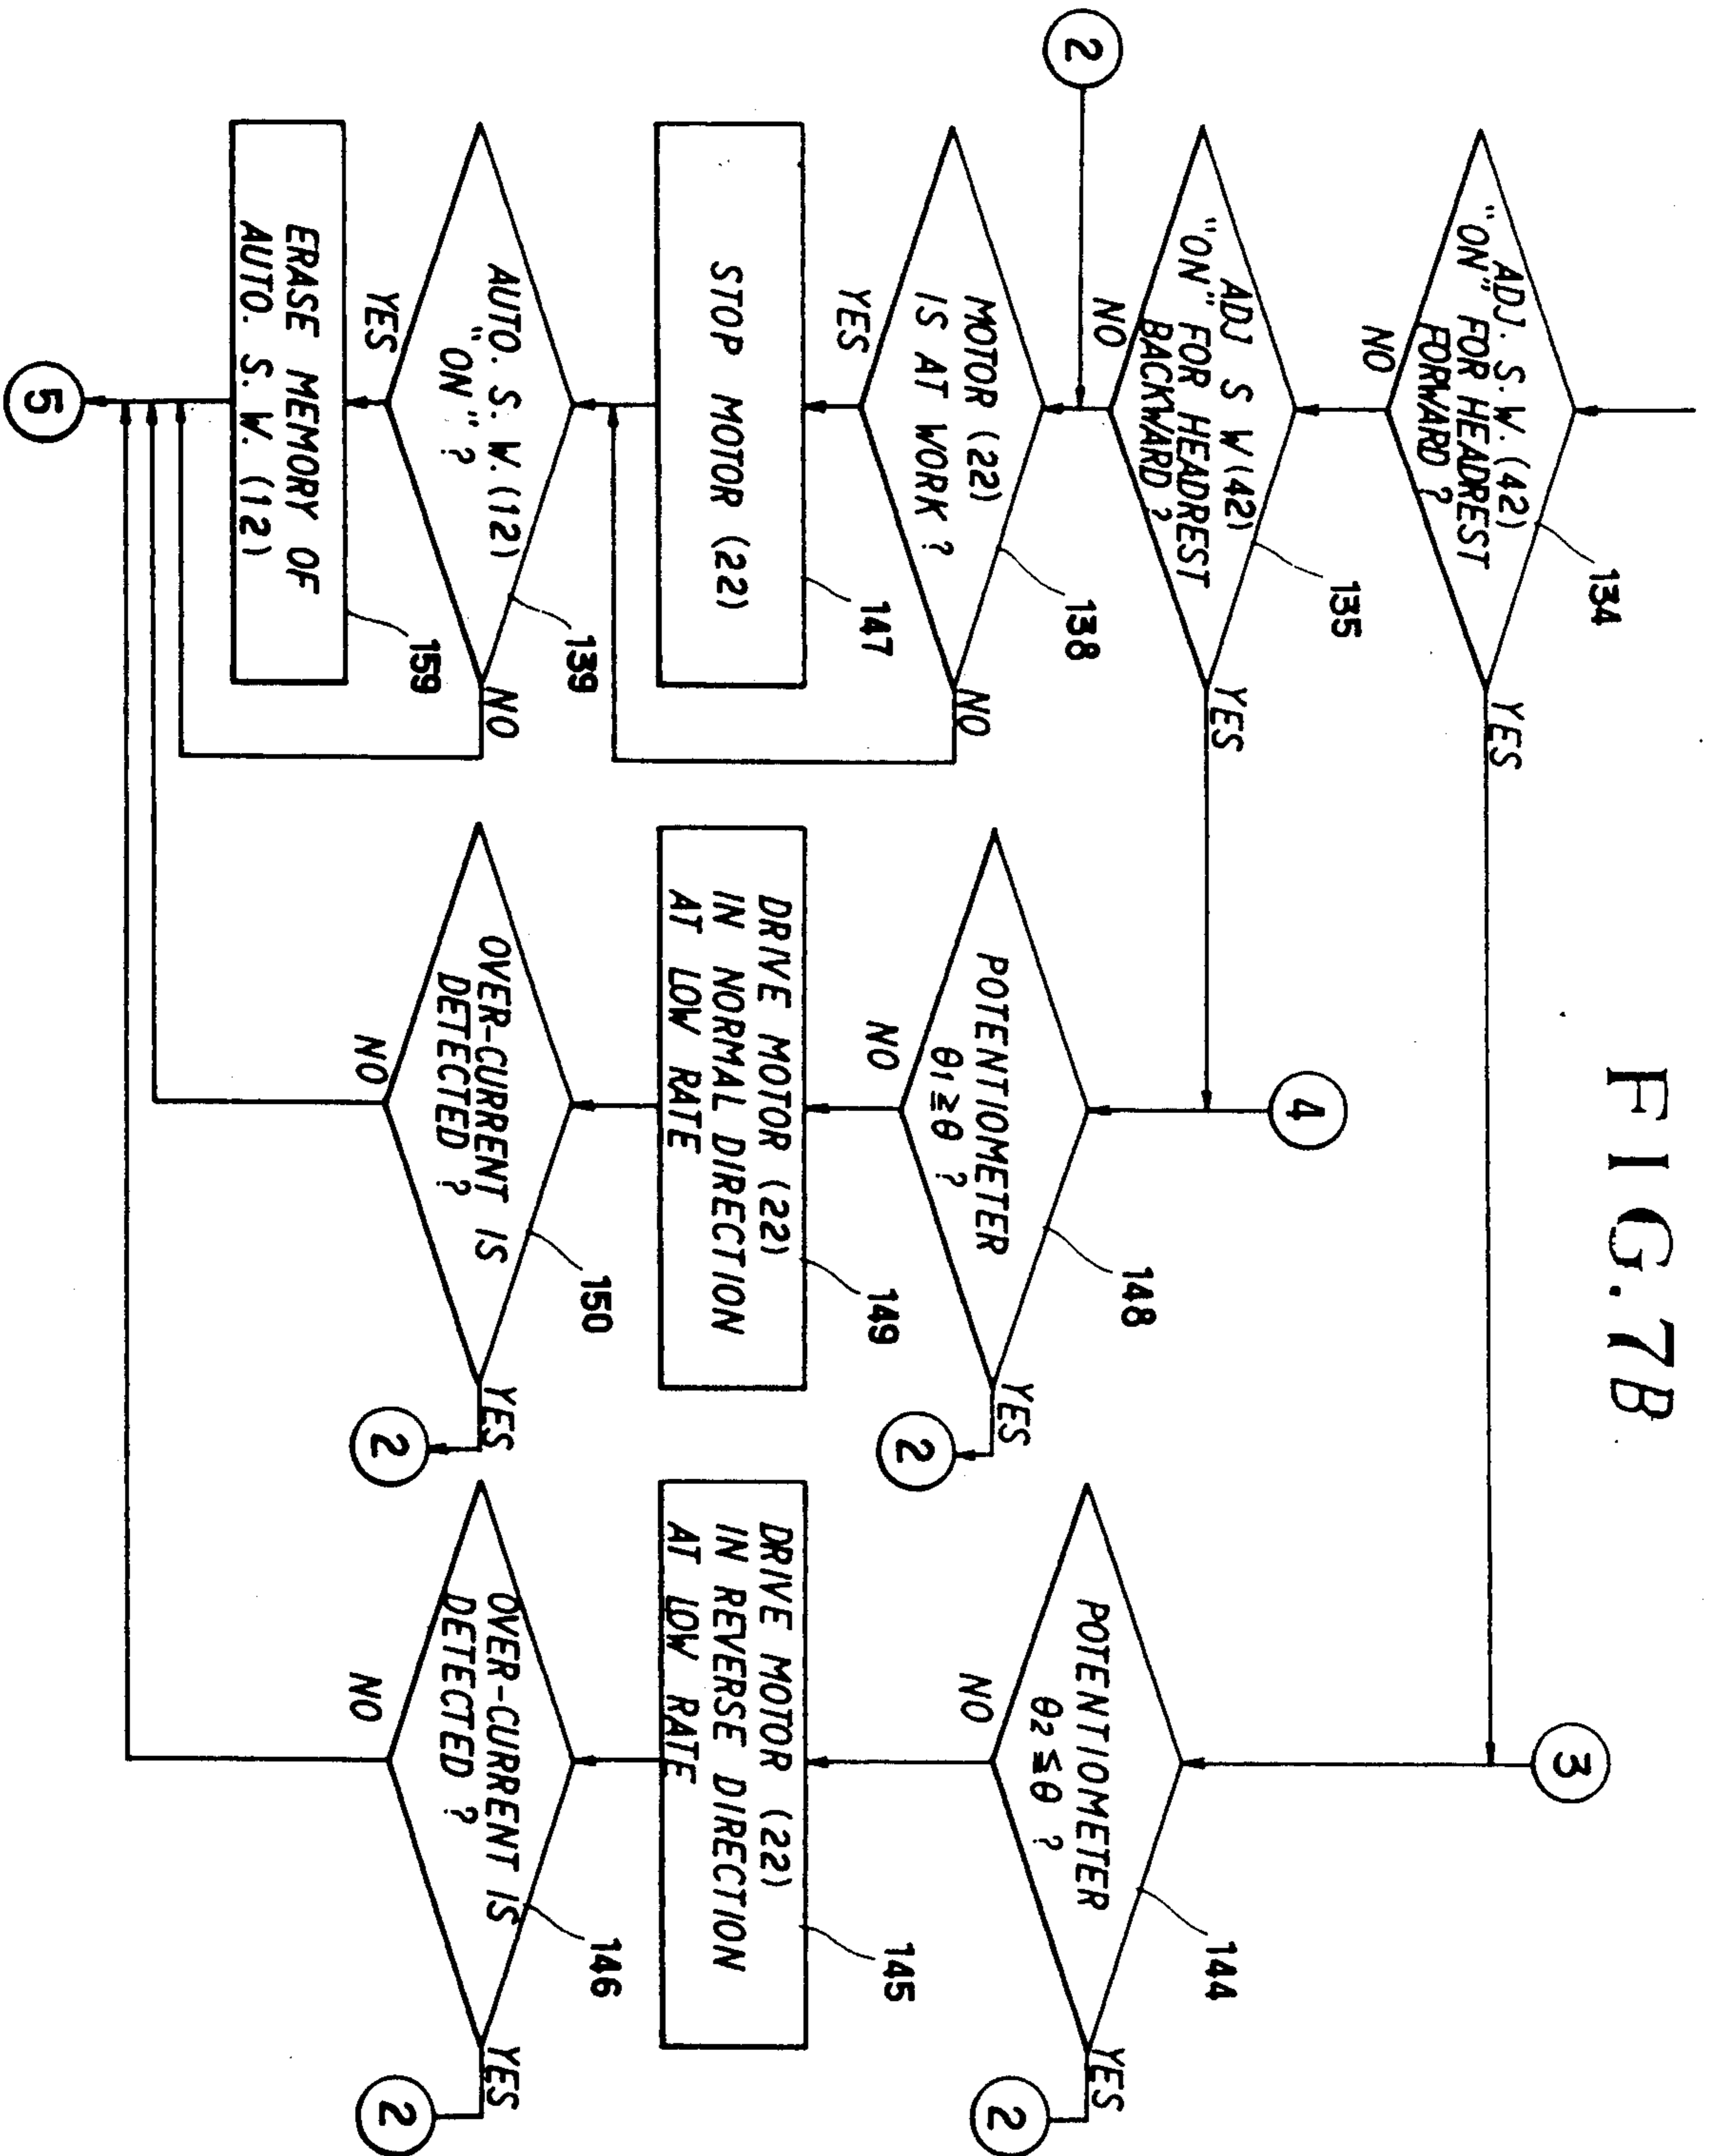 FIG. 7B
ADJ. S.W. (42)
"ON" FOR HEADREST
FORWARD ?
134
YES
NO
3
ADJ S W (42)
"ON" FOR HEADREST
BACKWARD ?
135
YES
NO
4
2
MOTOR (22)
IS AT WORK ?
138
NO
YES
STOP MOTOR (22)
147
AUTO. S. W. (12)
"ON" ?
139
NO
YES
ERASE MEMORY OF
AUTO. S. W. (12)
159
5
POTENTIOMETER
θ1 ≧ θ ?
148
YES
2
NO
DRIVE MOTOR (22)
IN NORMAL DIRECTION
AT LOW RATE
149
OVER-CURRENT IS
DETECTED ?
150
YES
2
NO
POTENTIOMETER
θ2 ≦ θ ?
144
YES
2
NO
DRIVE MOTOR (22)
IN REVERSE DIRECTION
AT LOW RATE
145
OVER-CURRENT IS
DETECTED ?
146
YES
2
NO